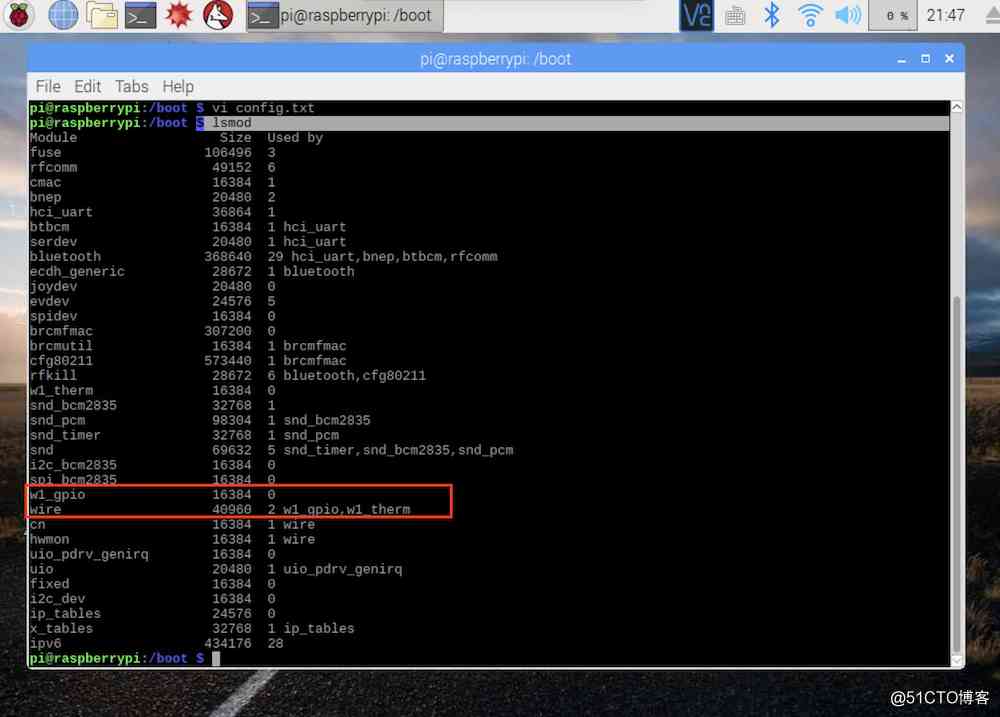 pi@raspberrypi: /boot
V2
0 %
21:47
pi@raspberrypi: /boot
File Edit Tabs Help
pi@raspberrypi:/boot $ vi config.txt
pi@raspberrypi:/boot $ lsmod
Module Size Used by
fuse 106496 3
rfcomm 49152 6
cmac 16384 1
bnep 20480 2
hci_uart 36864 1
btbcm 16384 1 hci_uart
serdev 20480 1 hci_uart
bluetooth 368640 29 hci_uart,bnep,btbcm,rfcomm
ecdh_generic 28672 1 bluetooth
joydev 20480 0
evdev 24576 5
spidev 16384 0
brcmfmac 307200 0
brcmutil 16384 1 brcmfmac
cfg80211 573440 1 brcmfmac
rfkill 28672 6 bluetooth,cfg80211
w1_therm 16384 0
snd_bcm2835 32768 1
snd_pcm 98304 1 snd_bcm2835
snd_timer 32768 1 snd_pcm
snd 69632 5 snd_timer,snd_bcm2835,snd_pcm
i2c_bcm2835 16384 0
spi_bcm2835 16384 0
w1_gpio 16384 0
wire 40960 2 w1_gpio,w1_therm
cn 16384 1 wire
hwmon 16384 1 wire
uio_pdrv_genirq 16384 0
uio 20480 1 uio_pdrv_genirq
fixed 16384 0
i2c_dev 16384 0
ip_tables 24576 0
x_tables 32768 1 ip_tables
ipv6 434176 28
pi@raspberrypi:/boot $
@51CTO博客